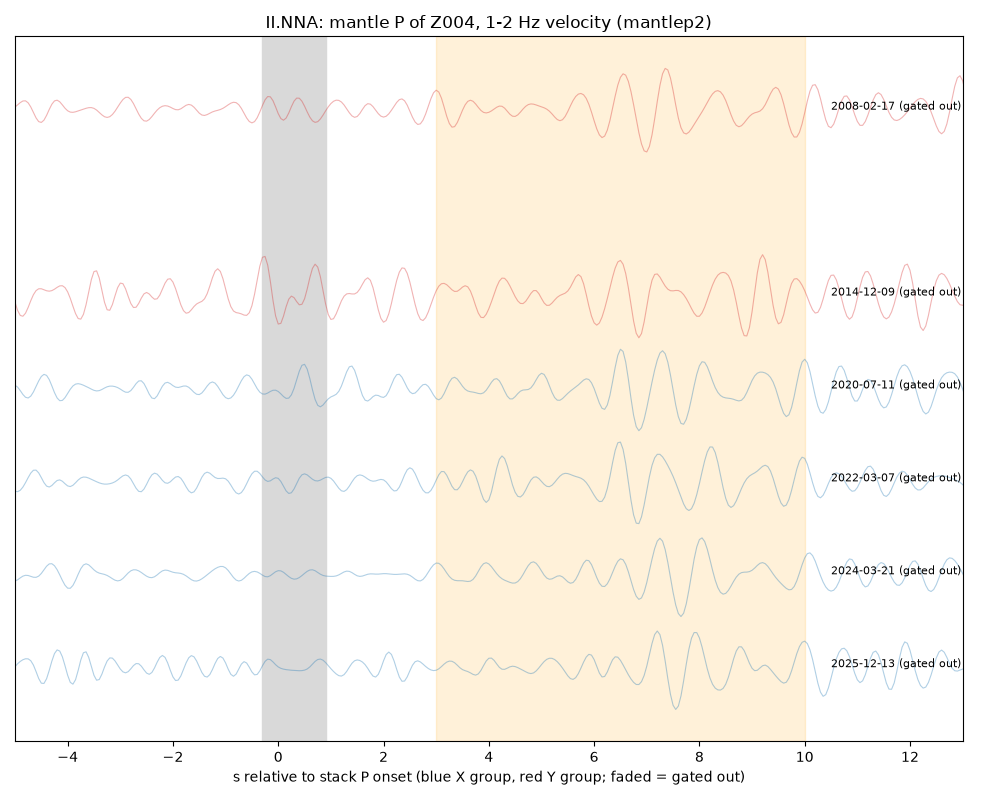 II.NNA: mantle P of Z004, 1-2 Hz velocity (mantlep2)
2008-02-17 (gated out)
2014-12-09 (gated out)
2020-07-11 (gated out)
2022-03-07 (gated out)
2024-03-21 (gated out)
2025-12-13 (gated out)
−4 −2 0 2 4 6 8 10 12
s relative to stack P onset (blue X group, red Y group; faded = gated out)